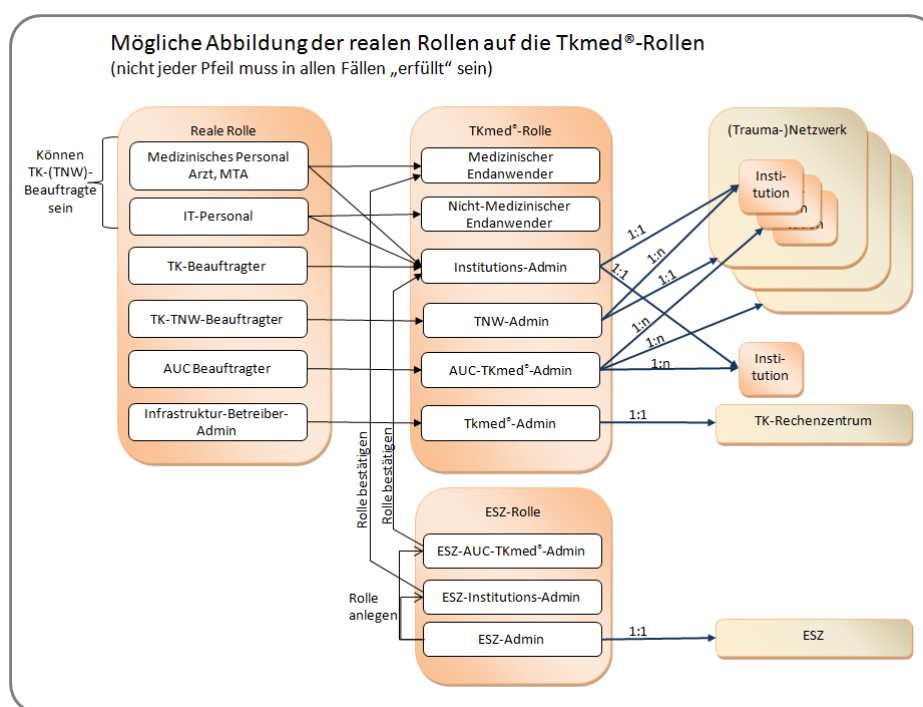 Mögliche Abbildung der realen Rollen auf die Tkmed®-Rollen
(nicht jeder Pfeil muss in allen Fällen „erfüllt“ sein)
Können
TK-(TNW)-
Beauftragte
sein
Reale Rolle
Medizinisches Personal
Arzt, MTA
IT-Personal
TK-Beauftragter
TK-TNW-Beauftragter
AUC Beauftragter
Infrastruktur-Betreiber-
Admin
TKmed®-Rolle
Medizinischer
Endanwender
Nicht-Medizinischer
Endanwender
Institutions-Admin
TNW-Admin
AUC-TKmed®-Admin
Tkmed®-Admin
1:1
1:n
1:1
1:1
1:n
1:n
1:n
1:1
(Trauma-)Netzwerk
Insti-
tution
Insti-
tution
TK-Rechenzentrum
Rolle bestätigen
Rolle bestätigen
ESZ-Rolle
ESZ-AUC-TKmed®-Admin
ESZ-Institutions-Admin
ESZ-Admin
Rolle
anlegen
1:1
ESZ